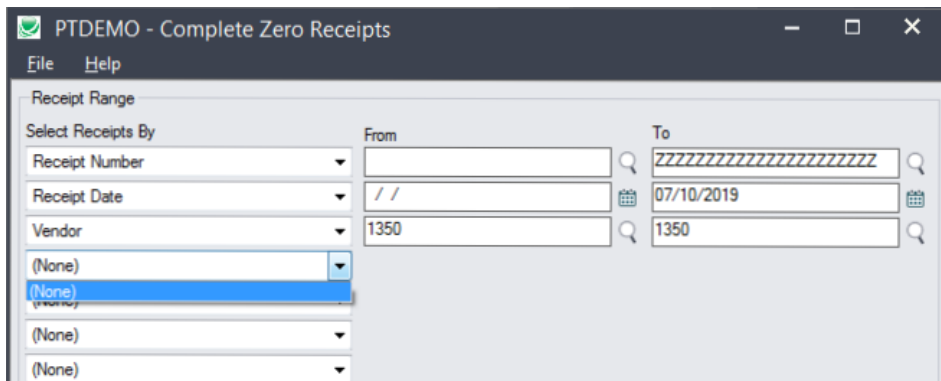 PTDEMO - Complete Zero Receipts
File Help
Receipt Range
Select Receipts By From To
Receipt Number ZZZZZZZZZZZZZZZZZZZZZZ
Receipt Date / / 07/10/2019
Vendor 1350 1350
(None)
(None)
(None)
(None)
(None)